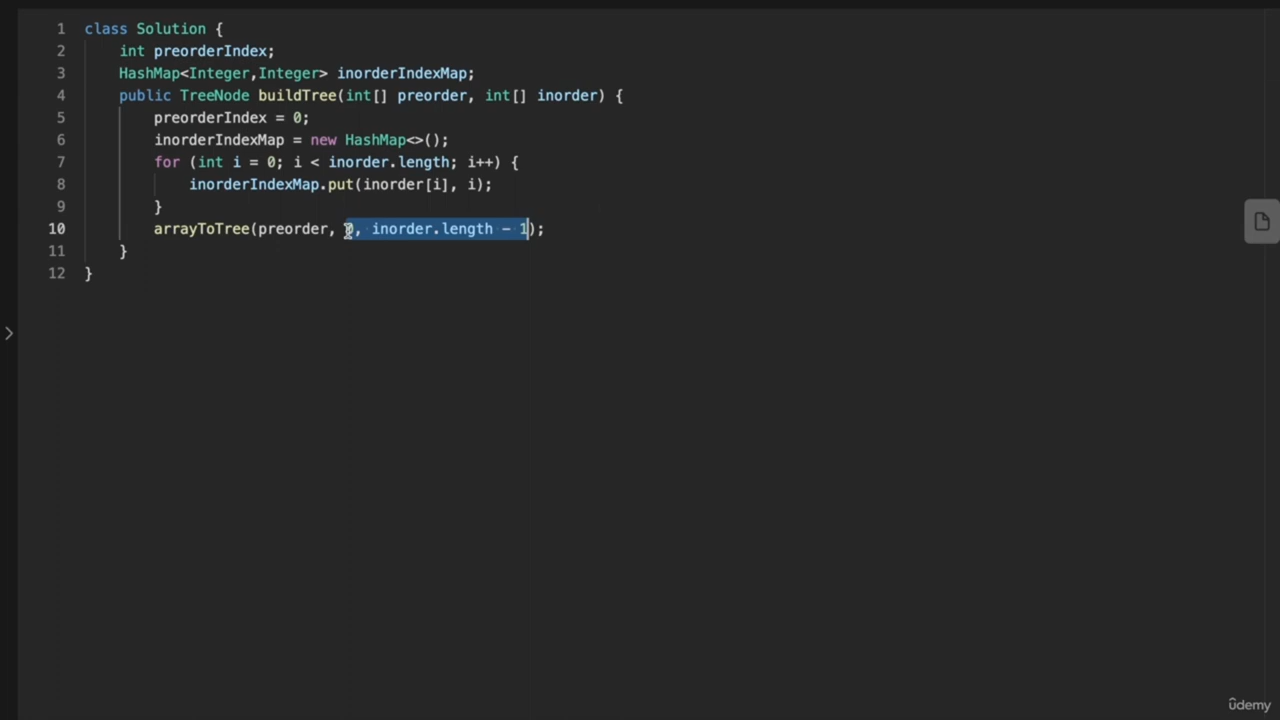 1 class Solution {
2 int preorderIndex;
3 HashMap<Integer,Integer> inorderIndexMap;
4 public TreeNode buildTree(int[] preorder, int[] inorder) {
5 preorderIndex = 0;
6 inorderIndexMap = new HashMap<>();
7 for (int i = 0; i < inorder.length; i++) {
8 inorderIndexMap.put(inorder[i], i);
9 }
10 arrayToTree(preorder, 0, inorder.length - 1);
11 }
12 }
ûdemy